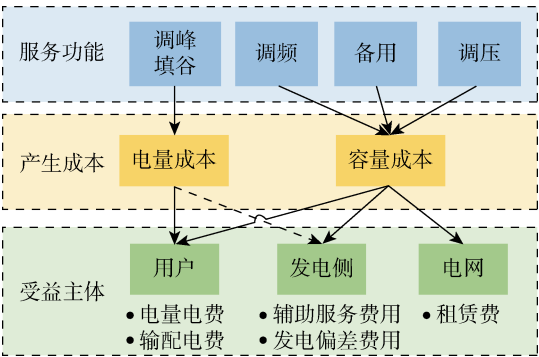 服务功能
调峰
填谷
调频
备用
调压
产生成本
电量成本
容量成本
受益主体
用户
发电侧
电网
• 电量电费
• 输配电费
• 辅助服务费用
• 发电偏差费用
• 租赁费